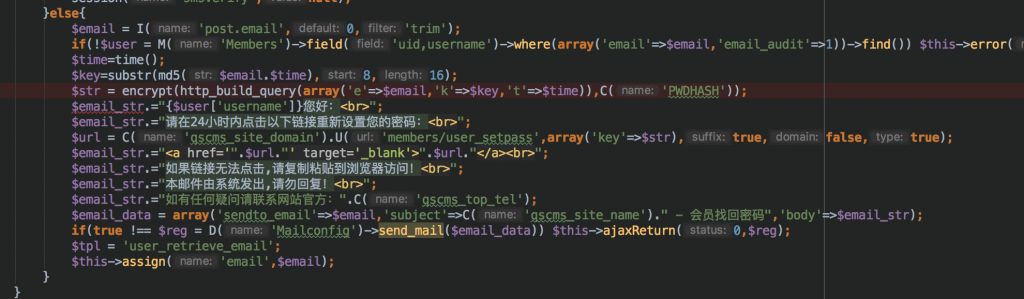 }else{
$email = I( name: 'post.email', default: 0, filter: 'trim');
if(!$user = M( name: 'Members')->field( field: 'uid,username')->where(array('email'=>$email,'email_audit'=>1))->find()) $this->error(
$time=time();
$key=substr(md5( str: $email.$time), start: 8, length: 16);
$str = encrypt(http_build_query(array('e'=>$email,'k'=>$key,'t'=>$time)),C( name: 'PWDHASH'));
$email_str.="{$user['username']}您好:<br>";
$email_str.="请在24小时内点击以下链接重新设置您的密码:<br>";
$url = C( name: 'qscms_site_domain').U( url: 'members/user_setpass',array('key'=>$str), suffix: true, domain: false, type: true);
$email_str.="<a href='".$url."' target='_blank'>".$url."</a><br>";
$email_str.="如果链接无法点击,请复制粘贴到浏览器访问!<br>";
$email_str.="本邮件由系统发出,请勿回复!<br>";
$email_str.="如有任何疑问请联系网站官方: ".C( name: 'qscms_top_tel');
$email_data = array('sendto_email'=>$email,'subject'=>C( name: 'qscms_site_name')." - 会员找回密码",'body'=>$email_str);
if(true !== $reg = D( name: 'Mailconfig')->send_mail($email_data)) $this->ajaxReturn( status: 0,$reg);
$tpl = 'user_retrieve_email';
$this->assign( name: 'email',$email);
}
}